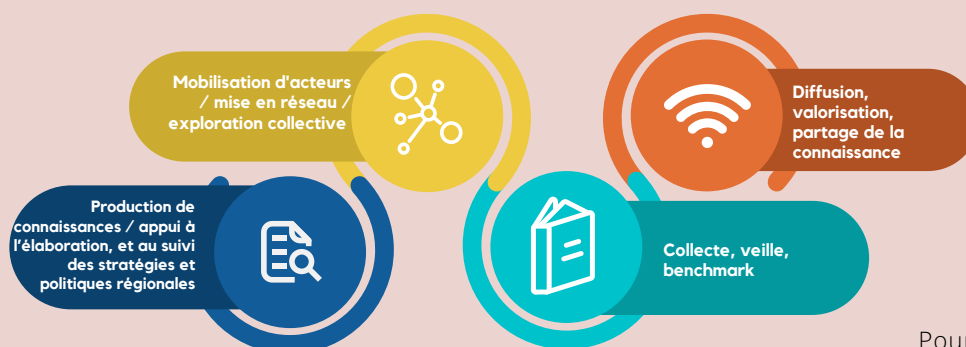 Mobilisation d'acteurs
/ mise en réseau /
exploration collective
Diffusion,
valorisation,
partage de la
connaissance
Production de
connaissances / appui à
l'élaboration, et au suivi
des stratégies et
politiques régionales
Collecte, veille,
benchmark
Pour